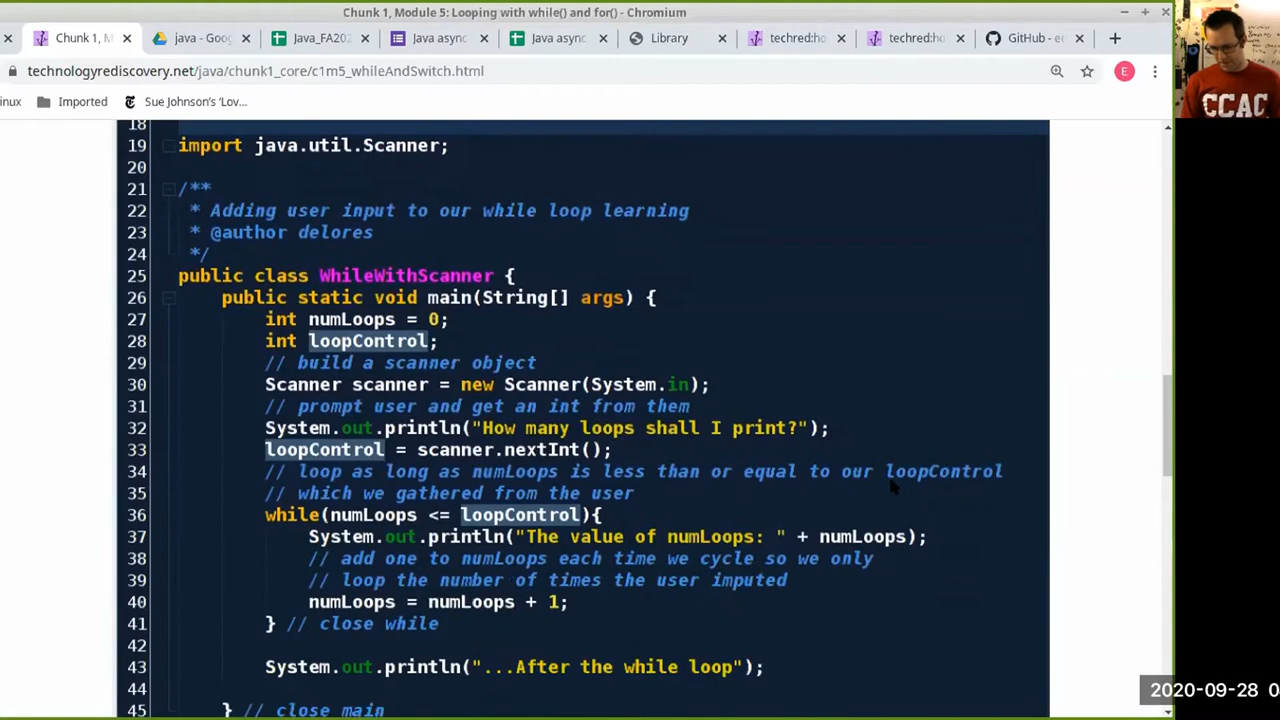 Chunk 1, Module 5: Looping with while() and for() - Chromium
Chunk 1, M
java - Goog
Java_FA202
Java async
Java async
Library
techred:ho
techred:ho
GitHub - ed
technologyrediscovery.net/java/chunk1_core/c1m5_whileAndSwitch.html
E
inux
Imported
Sue Johnson's 'Lov...
CCAC
18
19 import java.util.Scanner;
20
21 /**
22 * Adding user input to our while loop learning
23 * @author delores
24 */
25 public class WhileWithScanner {
26 public static void main(String[] args) {
27 int numLoops = 0;
28 int loopControl;
29 // build a scanner object
30 Scanner scanner = new Scanner(System.in);
31 // prompt user and get an int from them
32 System.out.println("How many loops shall I print?");
33 loopControl = scanner.nextInt();
34 // loop as long as numLoops is less than or equal to our loopControl
35 // which we gathered from the user
36 while(numLoops <= loopControl){
37 System.out.println("The value of numLoops: " + numLoops);
38 // add one to numLoops each time we cycle so we only
39 // loop the number of times the user imputed
40 numLoops = numLoops + 1;
41 } // close while
42
43 System.out.println("...After the while loop");
44
45 } // close main
2020-09-28 0